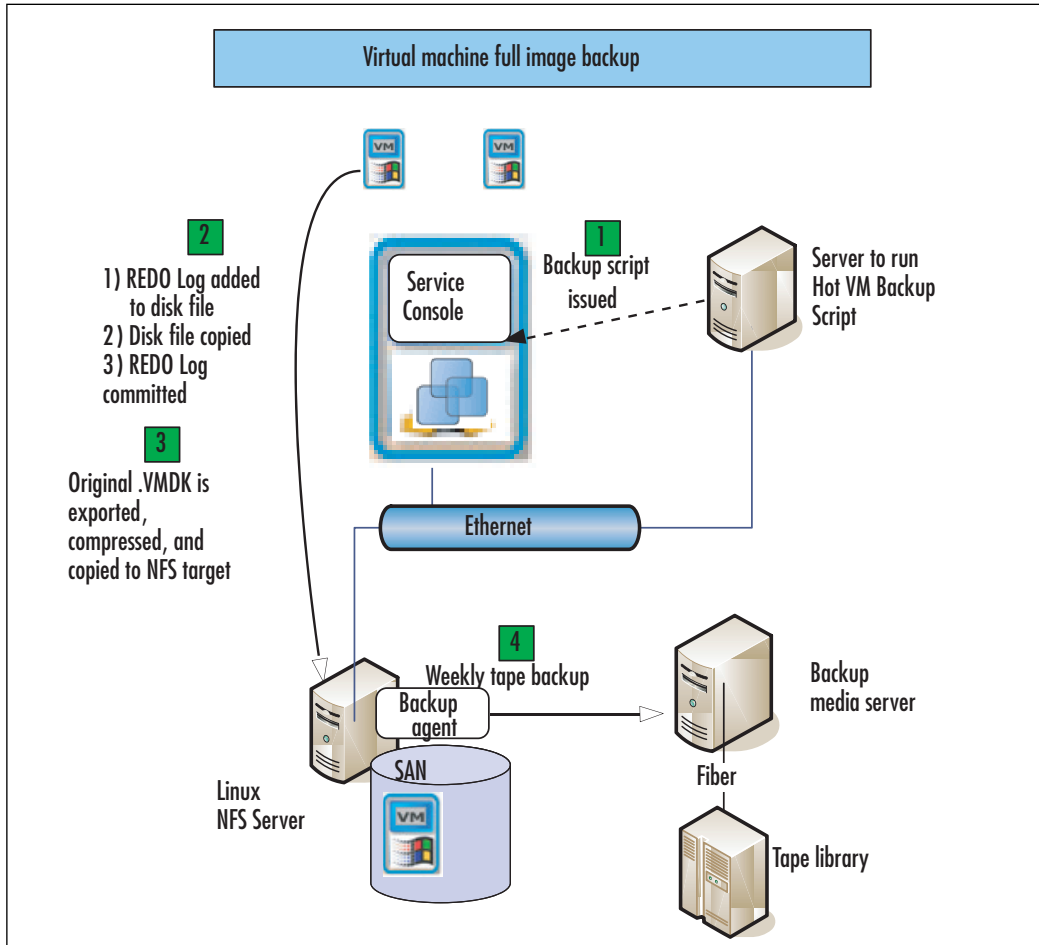 Virtual machine full image backup
VM
VM
2
1) REDO Log added
to disk file
2) Disk file copied
3) REDO Log
committed
1
Backup script
issued
Service
Console
Server to run
Hot VM Backup
Script
3
Original .VMDK is
exported,
compressed, and
copied to NFS target
Ethernet
4
Weekly tape backup
Backup
agent
Backup
media server
SAN
VM
Linux
NFS Server
Fiber
Tape library